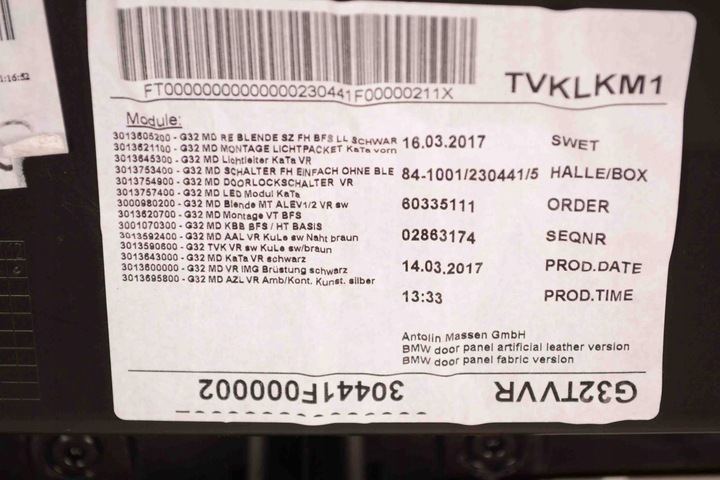 1:16:52
FT00000000000000230441F00000211X
TVKLKM1
Module:
3013605200 - G32 MD RE BLENDE SZ FH BFS LL SCHWAR
3013621100 - G32 MD MONTAGE LICHTPACKET KaTa vorn
3013645300 - G32 MD Lichtleiter KaTa VR
3013753400 - G32 MD SCHALTER FH EINFACH OHNE BLE
3013754900 - G32 MD DOORLOCKSCHALTER VR
3013757400 - G32 MD LED Modul KaTa
3000980200 - G32 MD Blende MT ALEV1/2 VR sw
3013620700 - G32 MD Montage VT BFS
3001070300 - G32 MD KBB BFS / HT BASIS
3013592400 - G32 MD AAL VR KuLe sw Naht braun
3013590600 - G32 TVK VR sw KuLe sw/braun
3013643000 - G32 MD KaTa VR schwarz
3013600000 - G32 MD VR IMG Brüstung schwarz
3013695800 - G32 MD AZL VR Amb/Kont. Kunst. silber
16.03.2017 SWET
84-1001/230441/5 HALLE/BOX
60335111 ORDER
02863174 SEQNR
14.03.2017 PROD.DATE
13:33 PROD.TIME
Antolin Massen GmbH
BMW door panel artificial leather version
BMW door panel fabric version
G32TVVR 30441F000002